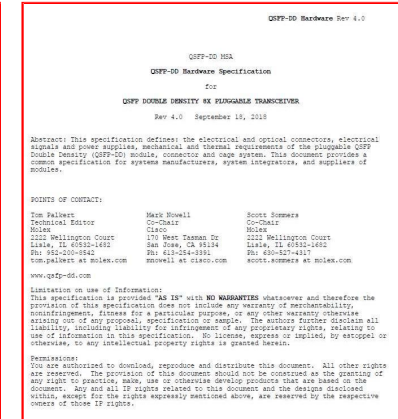 QSFP-DD Hardware Rev 4.0
QSFP-DD MSA
QSFP-DD Hardware Specification
for
QSFP DOUBLE DENSITY 8X PLUGGABLE TRANSCEIVER
Rev 4.0 September 18, 2018
Abstract: This specification defines: the electrical and optical connectors, electrical
signals and power supplies, mechanical and thermal requirements of the pluggable QSFP
Double Density (QSFP-DD) module, connector and cage system. This document provides a
common specification for systems manufacturers, system integrators, and suppliers of
modules.
POINTS OF CONTACT:
Tom Palkert Mark Nowell Scott Sommers
Technical Editor Co-Chair Co-Chair
Molex Cisco Molex
2222 Wellington Court 170 West Tasman Dr 2222 Wellington Court
Lisle, IL 60532-1682 San Jose, CA 95134 Lisle, IL 60532-1682
Ph: 952-200-8542 Ph: 613-254-3391 Ph: 630-527-4317
tom.palkert at molex.com mnowell at cisco.com scott.sommers at molex.com
www.qsfp-dd.com
Limitation on use of Information:
This specification is provided "AS IS" with NO WARRANTIES whatsoever and therefore the
provision of this specification does not include any warranty of merchantability,
noninfringement, fitness for a particular purpose, or any other warranty otherwise
arising out of any proposal, specification or sample. The authors further disclaim all
liability, including liability for infringement of any proprietary rights, relating to
use of information in this specification. No license, express or implied, by estoppel or
otherwise, to any intellectual property rights is granted herein.
Permissions:
You are authorized to download, reproduce and distribute this document. All other rights
are reserved. The provision of this document should not be construed as the granting of
any right to practice, make, use or otherwise develop products that are based on the
document. Any and all IP rights related to this document and the designs disclosed
within, except for the rights expressly mentioned above, are reserved by the respective
owners of those IP rights.